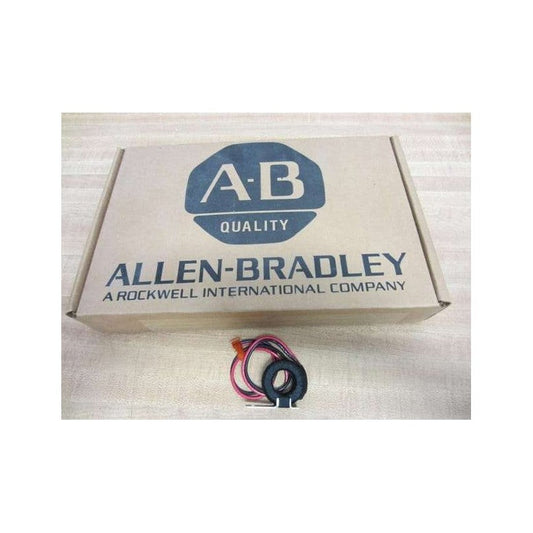 A-B
QUALITY
ALLEN-BRADLEY
A ROCKWELL INTERNATIONAL COMPANY